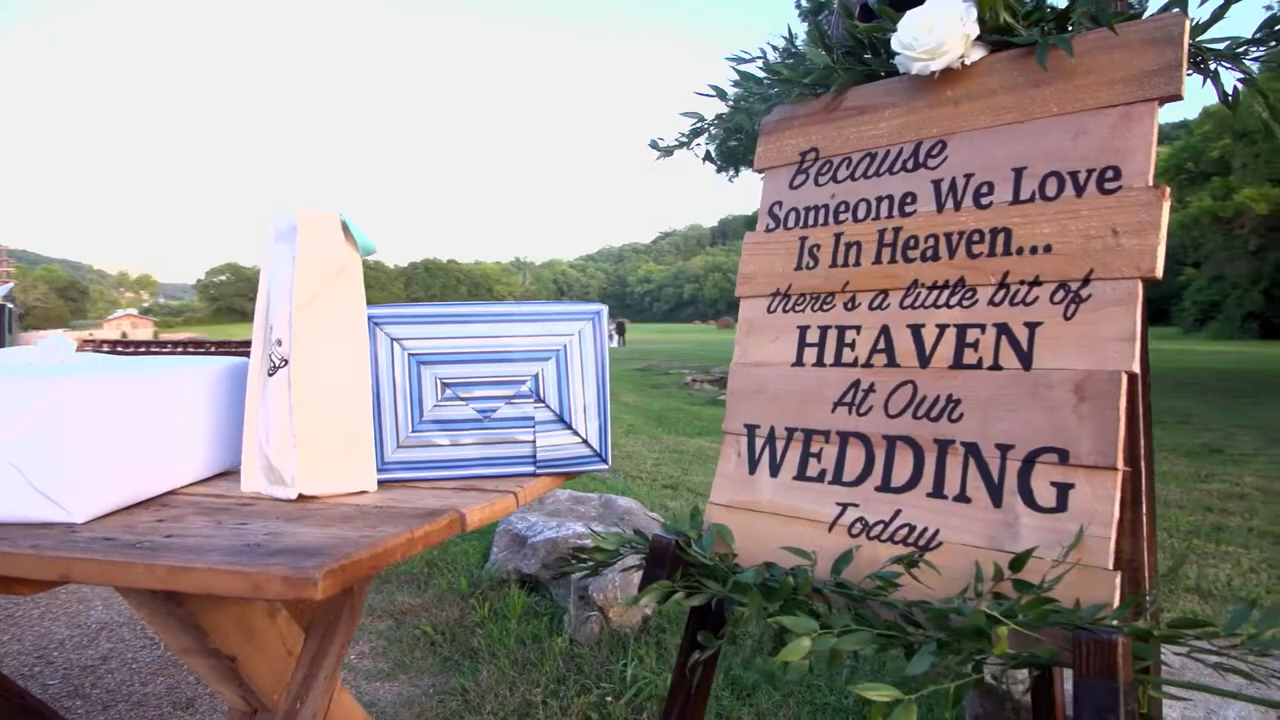 Because
Someone We Love
Is In Heaven...
there's a little bit of
HEAVEN
At Our
WEDDING
Today